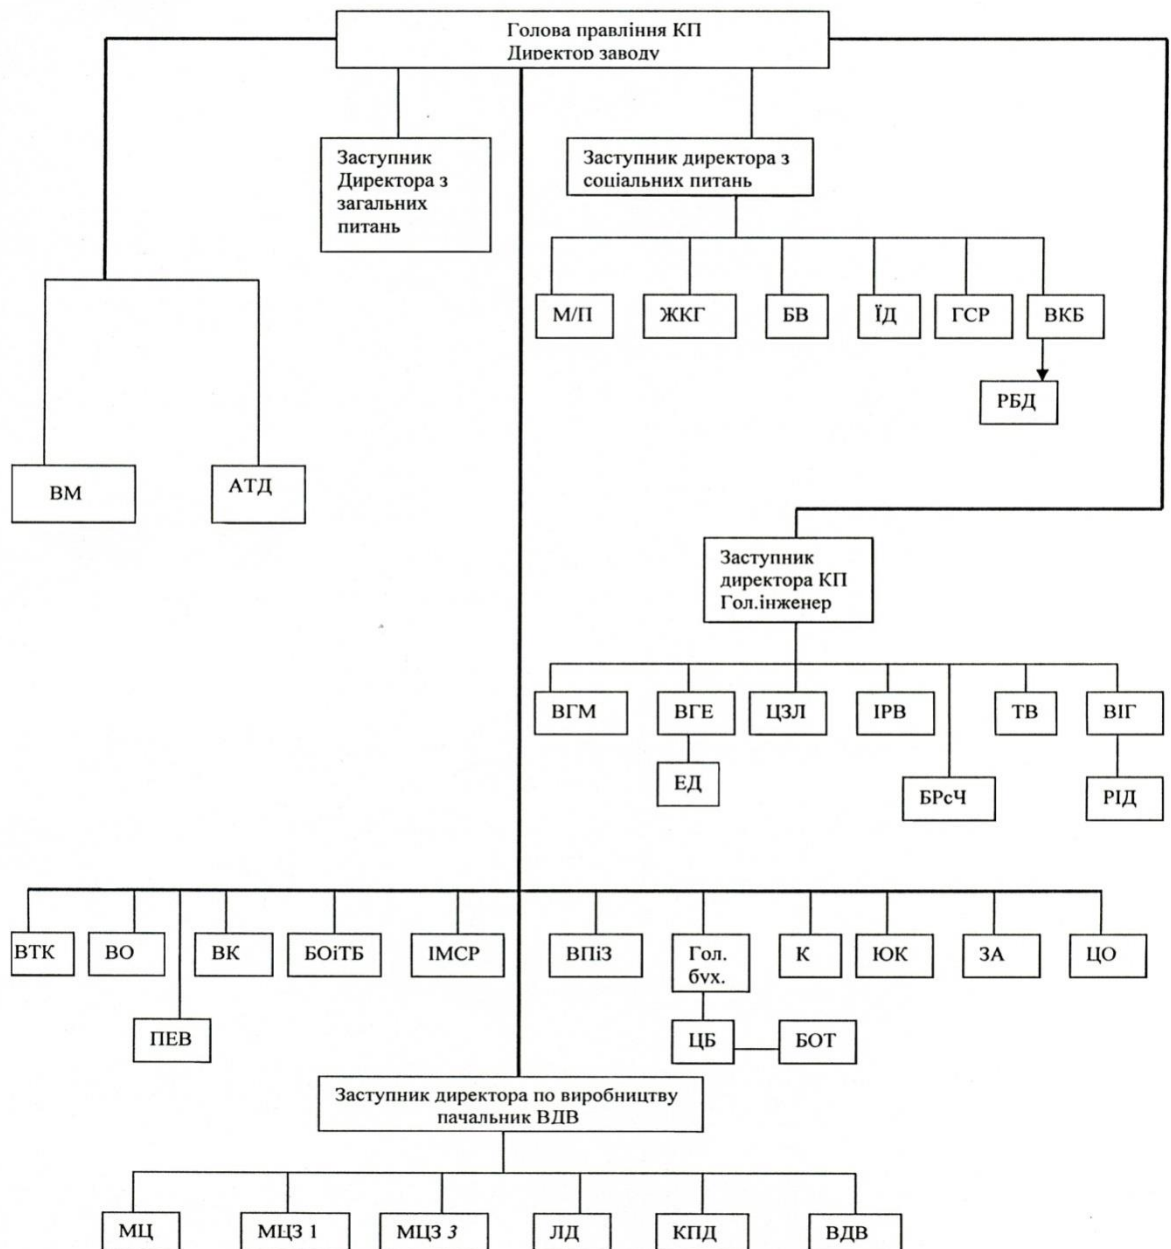 Голова правління КП
Директор заводу
Заступник
Директора з
загальних
питань
Заступник директора з
соціальних питань
М/П
ЖКГ
БВ
ЇД
ГСР
ВКБ
РБД
ВМ
АТД
Заступник
директора КП
Гол.інженер
ВГМ
ВГЕ
ЦЗЛ
ІРВ
ТВ
ВІГ
ЕД
БРсЧ
РІД
ВТК
ВО
ВК
БОіТБ
ІМСР
ВПіЗ
Гол.
бух.
К
ЮК
ЗА
ЦО
ПЕВ
ЦБ
БОТ
Заступник директора по виробництву
пачальник ВДВ
МЦ
МЦЗ 1
МЦЗ 3
ЛД
КПД
ВДВ